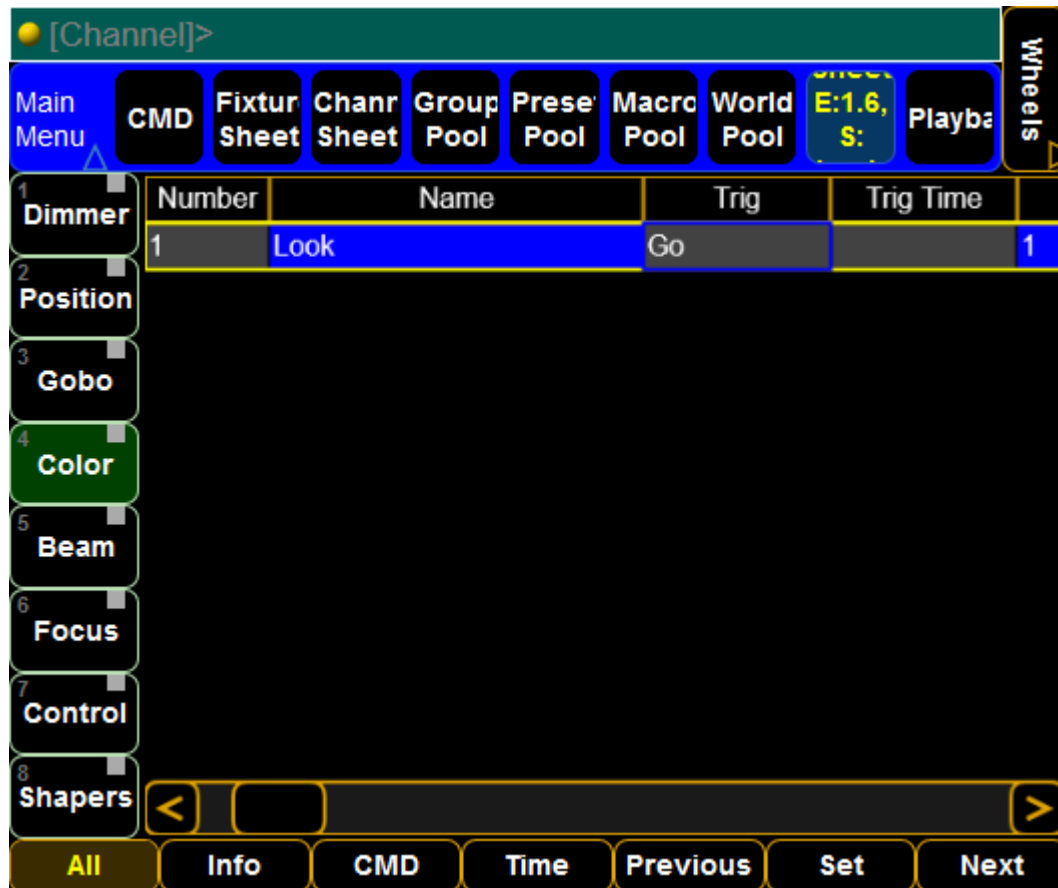 [Channel]>
Wheels
Main
Menu
CMD
Fixtur
Sheet
Chanr
Sheet
Group
Pool
Prese
Pool
Macro
Pool
World
Pool
E:1.6,
S:
Playba
1
Dimmer
2
Position
3
Gobo
4
Color
5
Beam
6
Focus
7
Control
8
Shapers
Number Name Trig Trig Time
1 Look Go 1
< >
All Info CMD Time Previous Set Next